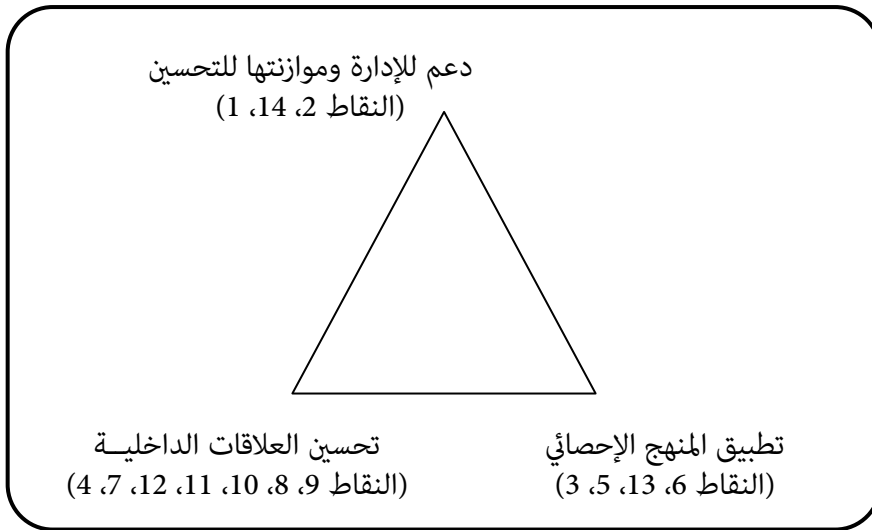 دعم للإدارة وموازنتها للتحسين
(النقاط 2، 14، 1)
تطبيق المنهج الإحصائي
(النقاط 6، 13، 5، 3)
تحسين العلاقات الداخليــة
(النقاط 9، 8، 10، 11، 12، 7، 4)